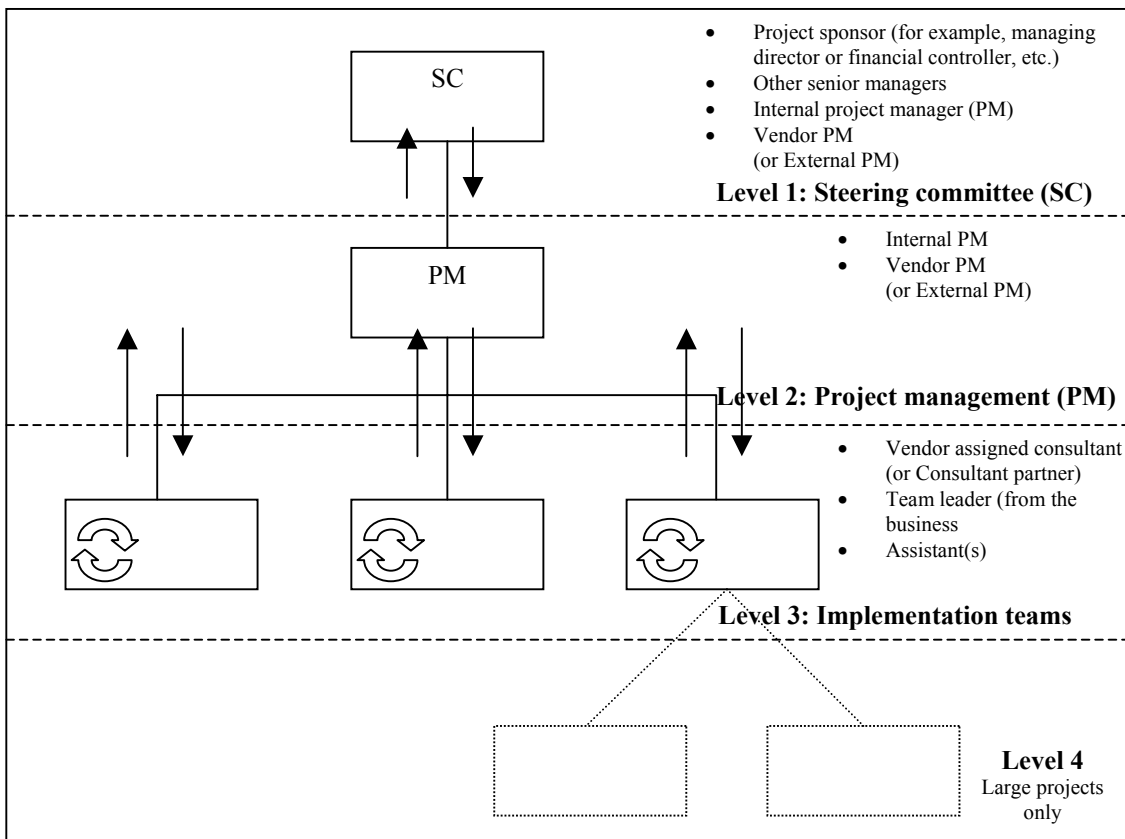 SC
• Project sponsor (for example, managing
director or financial controller, etc.)
• Other senior managers
• Internal project manager (PM)
• Vendor PM
(or External PM)
Level 1: Steering committee (SC)
PM
• Internal PM
• Vendor PM
(or External PM)
Level 2: Project management (PM)
• Vendor assigned consultant
(or Consultant partner)
• Team leader (from the
business
• Assistant(s)
Level 3: Implementation teams
Level 4
Large projects
only